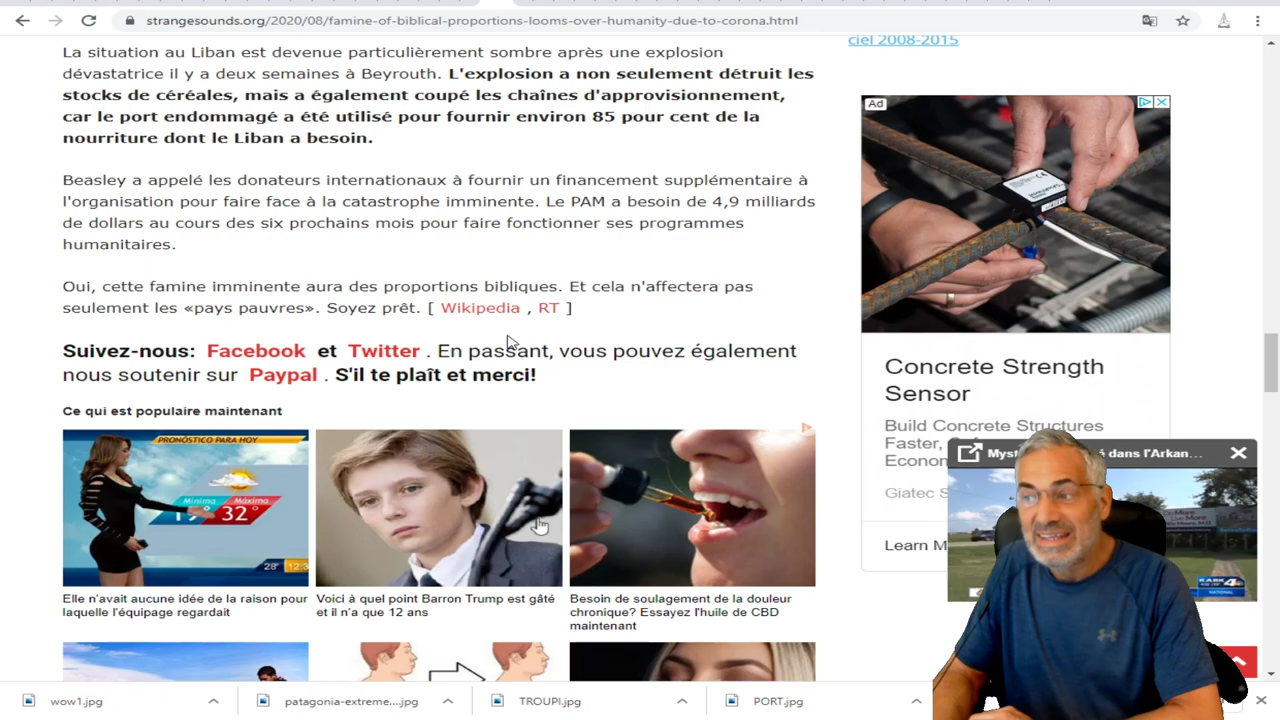 strangesounds.org/2020/08/famine-of-biblical-proportions-looms-over-humanity-due-to-corona.html
La situation au Liban est devenue particulièrement sombre après une explosion
dévastatrice il y a deux semaines à Beyrouth. L'explosion a non seulement détruit les
stocks de céréales, mais a également coupé les chaînes d'approvisionnement,
car le port endommagé a été utilisé pour fournir environ 85 pour cent de la
nourriture dont le Liban a besoin.
Beasley a appelé les donateurs internationaux à fournir un financement supplémentaire à
l'organisation pour faire face à la catastrophe imminente. Le PAM a besoin de 4,9 milliards
de dollars au cours des six prochains mois pour faire fonctionner ses programmes
humanitaires.
Oui, cette famine imminente aura des proportions bibliques. Et cela n'affectera pas
seulement les «pays pauvres». Soyez prêt. [ Wikipedia , RT ]
Suivez-nous: Facebook et Twitter . En passant, vous pouvez également
nous soutenir sur Paypal . S'il te plaît et merci!
Ce qui est populaire maintenant
PRONÓSTICO PARA HOY
Mínima
Máxima
19°
32°
28°
Elle n'avait aucune idée de la raison pour
laquelle l'équipage regardait
Voici à quel point Barron Trump est gâté
et il n'a que 12 ans
Besoin de soulagement de la douleur
chronique? Essayez l'huile de CBD
maintenant
ciel 2008-2015
Ad
Concrete Strength
Sensor
Build Concrete Structures
Faster,
Giatec
Learn
dans l'Arkan...
KARK 4
NATIONAL
wow1.jpg
patagonia-extreme....jpg
TROUPI.jpg
PORT.jpg